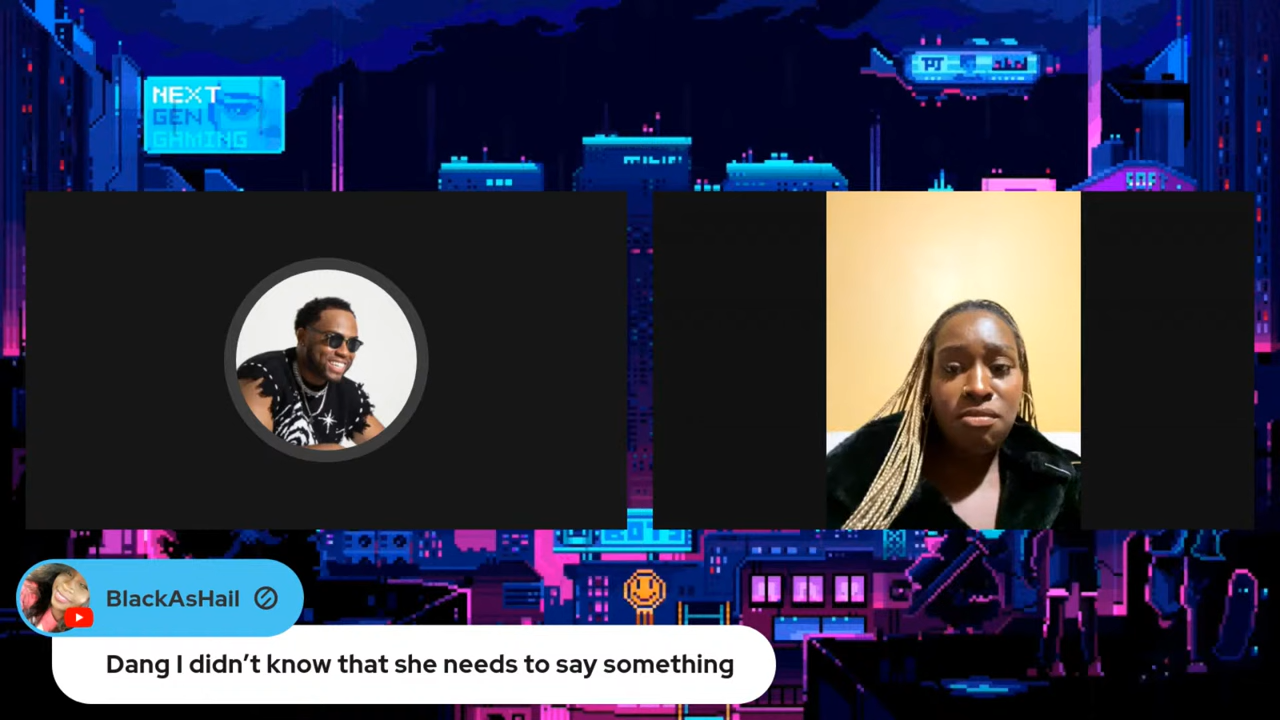 NEXT
GEN
GAMING
BlackAsHail
Dang I didn’t know that she needs to say something